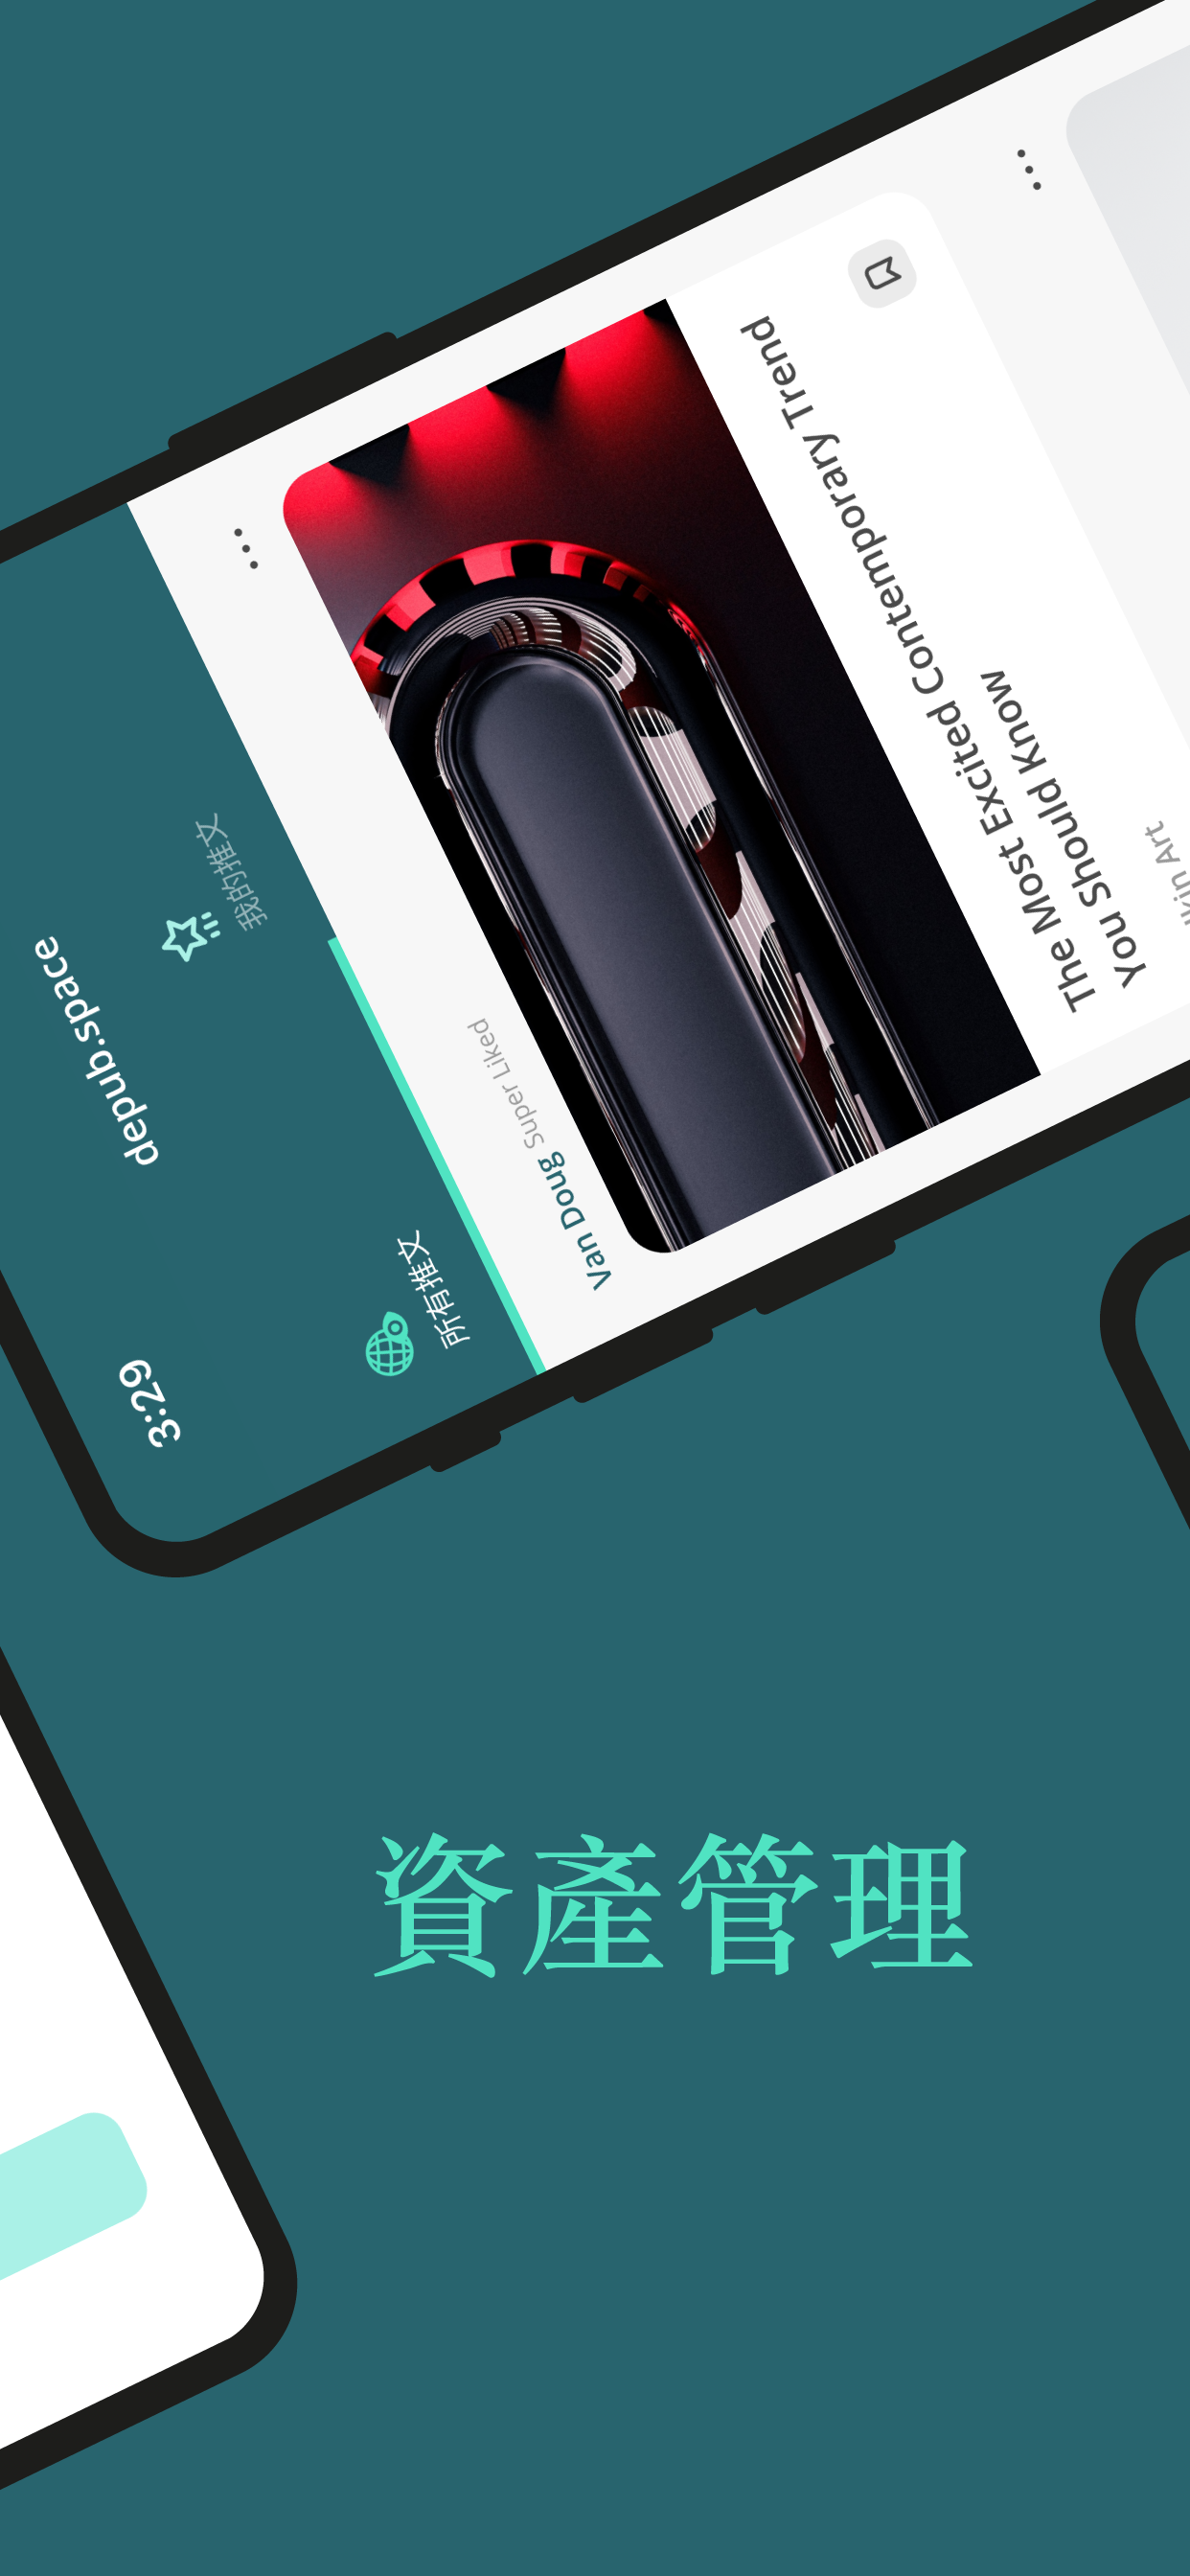 3:29
depub.space
所有推文
我的推文
Van Doug Super Liked
The Most Excited Contemporary Trend
You Should Know
Art
資產管理